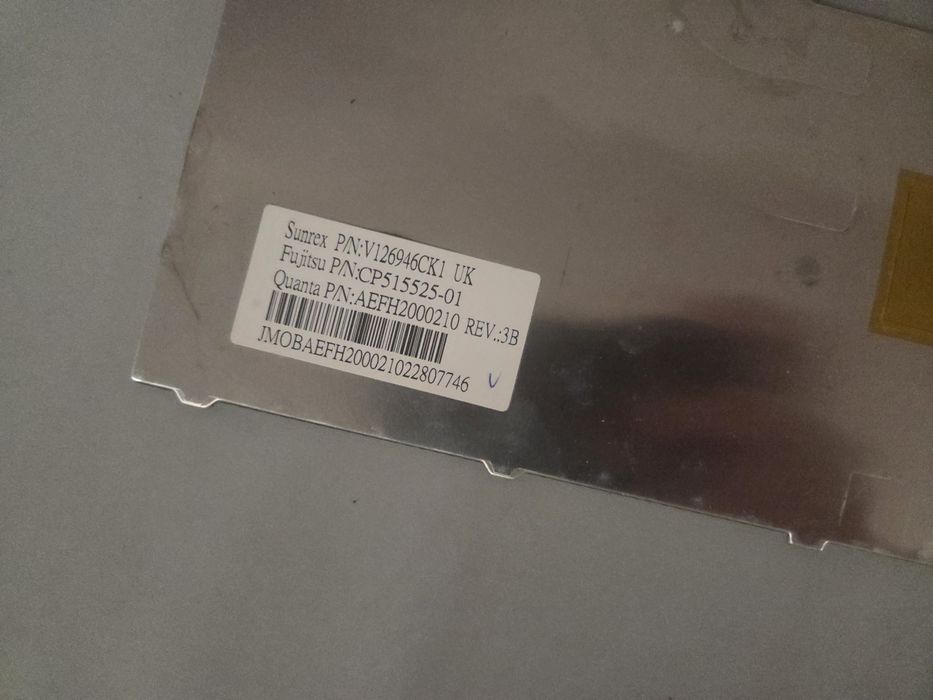 Sunrex P/N:V126946CK1 UK
Fujitsu P/N:CP515525-01
Quanta P/N:AEFH2000210 REV.:3B
JMOBAEFH200021022807746
V